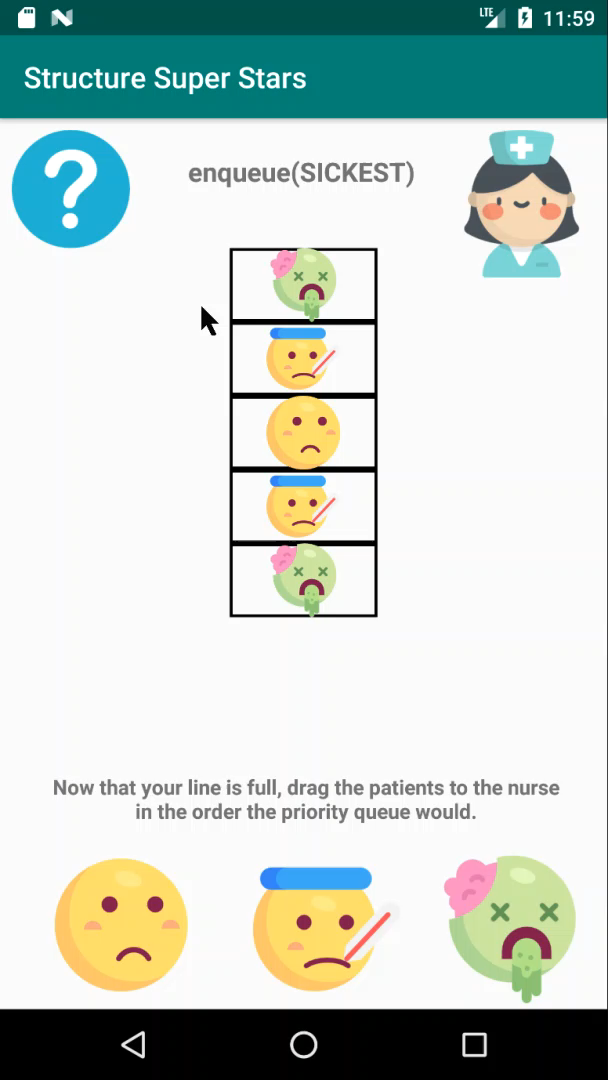 LTE
11:59
Structure Super Stars
enqueue(SICKEST)
Now that your line is full, drag the patients to the nurse
in the order the priority queue would.